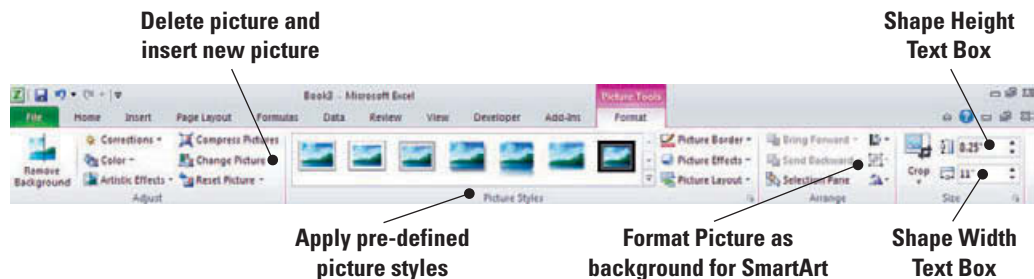 Delete picture and
insert new picture
Shape Height
Text Box
Book3 - Microsoft Excel
Picture Tools
File Home Insert Page Layout Formulas Data Review View Developer Add-Ins Format
Remove
Background
Corrections
Color
Artistic Effects
Compress Pictures
Change Picture
Reset Picture
Adjust
Picture Styles
Picture Border
Picture Effects
Picture Layout
Bring Forward
Send Backward
Selection Pane
Arrange
Crop
0.25"
11"
Size
Apply pre-defined
picture styles
Format Picture as
background for SmartArt
Shape Width
Text Box